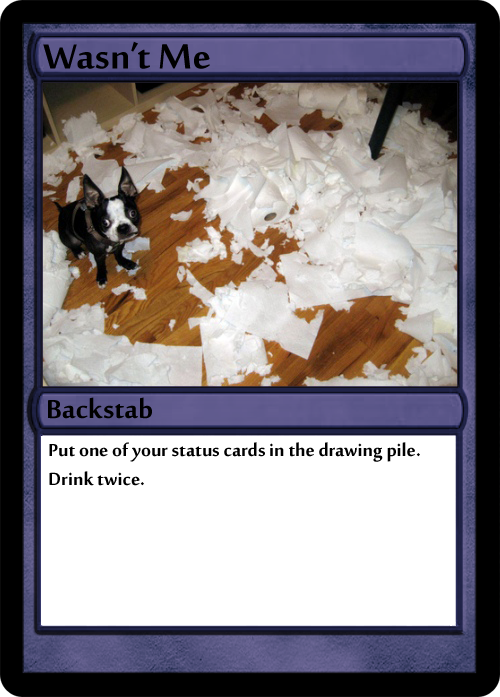 Wasn't Me
Backstab
Put one of your status cards in the drawing pile.
Drink twice.